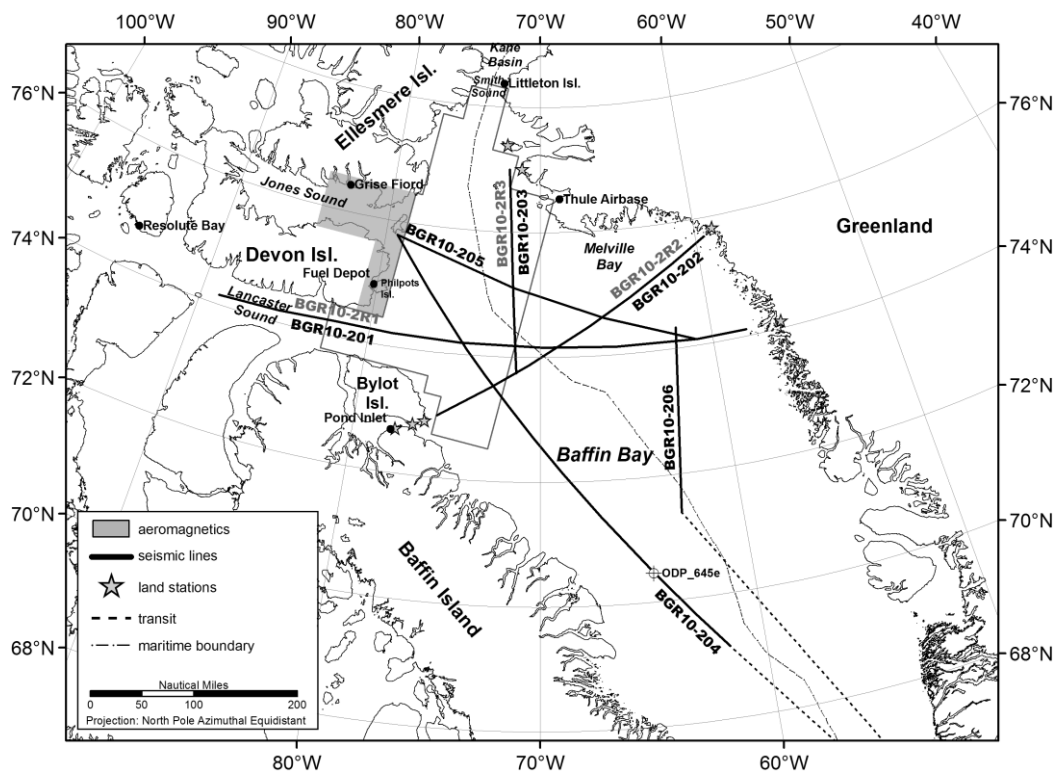 100°W
90°W
80°W
70°W
60°W
50°W
40°W
76°N
74°N
72°N
70°N
68°N
76°N
74°N
72°N
70°N
68°N
80°W
70°W
60°W
Kane
Basin
Smith
Sound
Littleton Isl.
Ellesmere Isl.
Grise Fiord
Jones Sound
Resolute Bay
Thule Airbase
Greenland
Melville
Bay
BGR10-2R3
BGR10-203
BGR10-205
BGR10-2R2
BGR10-202
Devon Isl.
Fuel Depot
Philpots
Isl.
Lancaster
Sound
BGR10-2R1
BGR10-201
Bylot
Isl.
Pond Inlet
BGR10-206
Baffin Bay
Baffin Island
ODP_645e
BGR10-204
aeromagnetics
seismic lines
land stations
transit
maritime boundary
Nautical Miles
0 50 100 200
Projection: North Pole Azimuthal Equidistant